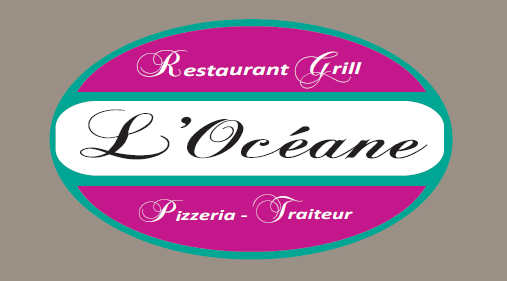 Restaurant Grill
L'Océane
Pizzeria - Traiteur